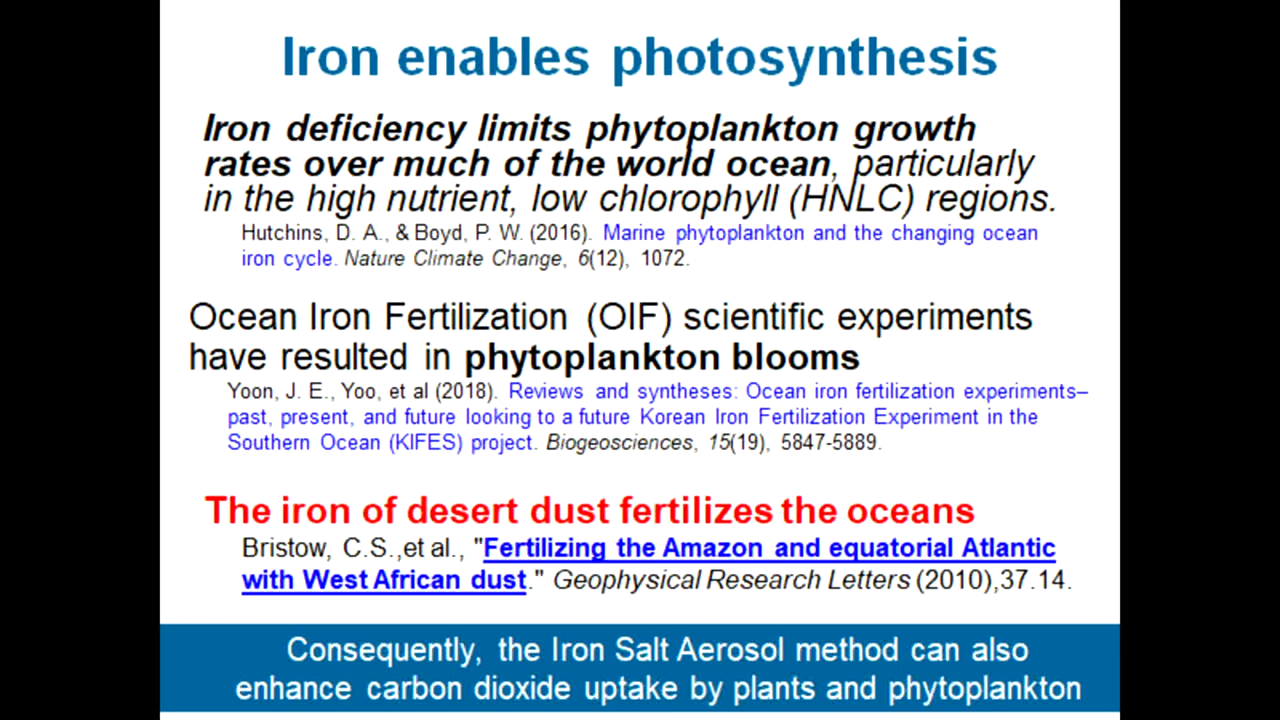 Iron enables photosynthesis
Iron deficiency limits phytoplankton growth
rates over much of the world ocean, particularly
in the high nutrient, low chlorophyll (HNLC) regions.
Hutchins, D. A., & Boyd, P. W. (2016). Marine phytoplankton and the changing ocean
iron cycle. Nature Climate Change, 6(12), 1072.
Ocean Iron Fertilization (OIF) scientific experiments
have resulted in phytoplankton blooms
Yoon, J. E., Yoo, et al (2018). Reviews and syntheses: Ocean iron fertilization experiments–
past, present, and future looking to a future Korean Iron Fertilization Experiment in the
Southern Ocean (KIFES) project. Biogeosciences, 15(19), 5847-5889.
The iron of desert dust fertilizes the oceans
Bristow, C.S.,et al., "Fertilizing the Amazon and equatorial Atlantic
with West African dust." Geophysical Research Letters (2010),37.14.
Consequently, the Iron Salt Aerosol method can also
enhance carbon dioxide uptake by plants and phytoplankton